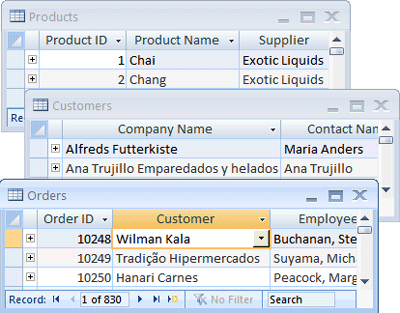 Products
Product ID Product Name Supplier
1 Chai Exotic Liquids
2 Chang Exotic Liquids
Re
Customers
Company Name Contact Nan
Alfreds Futterkiste Maria Anders
Ana Trujillo Emparedados y helados Ana Trujillo
Orders
Order ID Customer Employee
10248 Wilman Kala Buchanan, Ste
10249 Tradição Hipermercados Suyama, Mich
10250 Hanari Carnes Peacock, Marg
Record: 1 of 830 No Filter Search